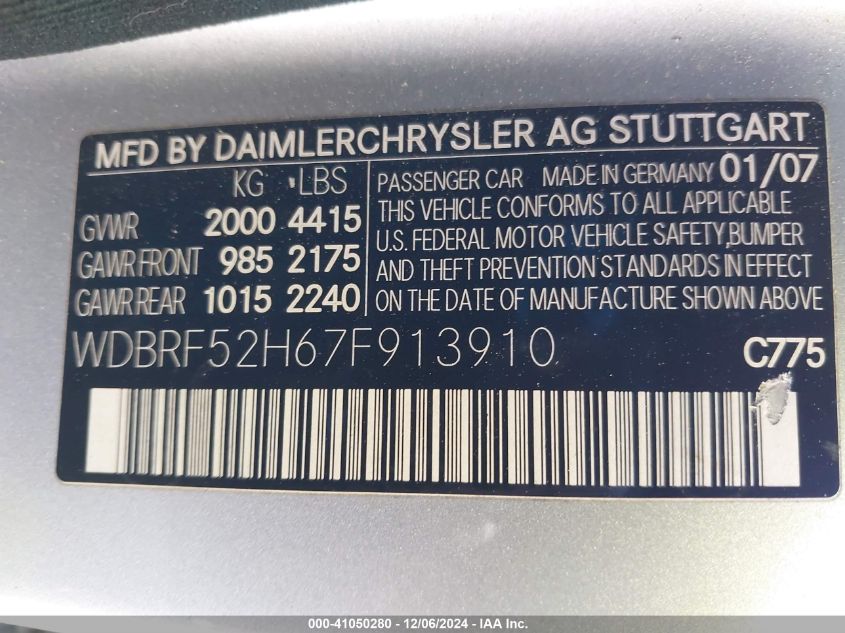 MFD BY DAIMLERCHRYSLER AG STUTTGART
KG LBS
GVWR 2000 4415
GAWR FRONT 985 2175
GAWR REAR 1015 2240
PASSENGER CAR MADE IN GERMANY 01/07
THIS VEHICLE CONFORMS TO ALL APPLICABLE
U.S. FEDERAL MOTOR VEHICLE SAFETY,BUMPER
AND THEFT PREVENTION STANDARDS IN EFFECT
ON THE DATE OF MANUFACTURE SHOWN ABOVE
WDBRF52H67F913910 C775
000-41050280 - 12/06/2024 - IAA Inc.